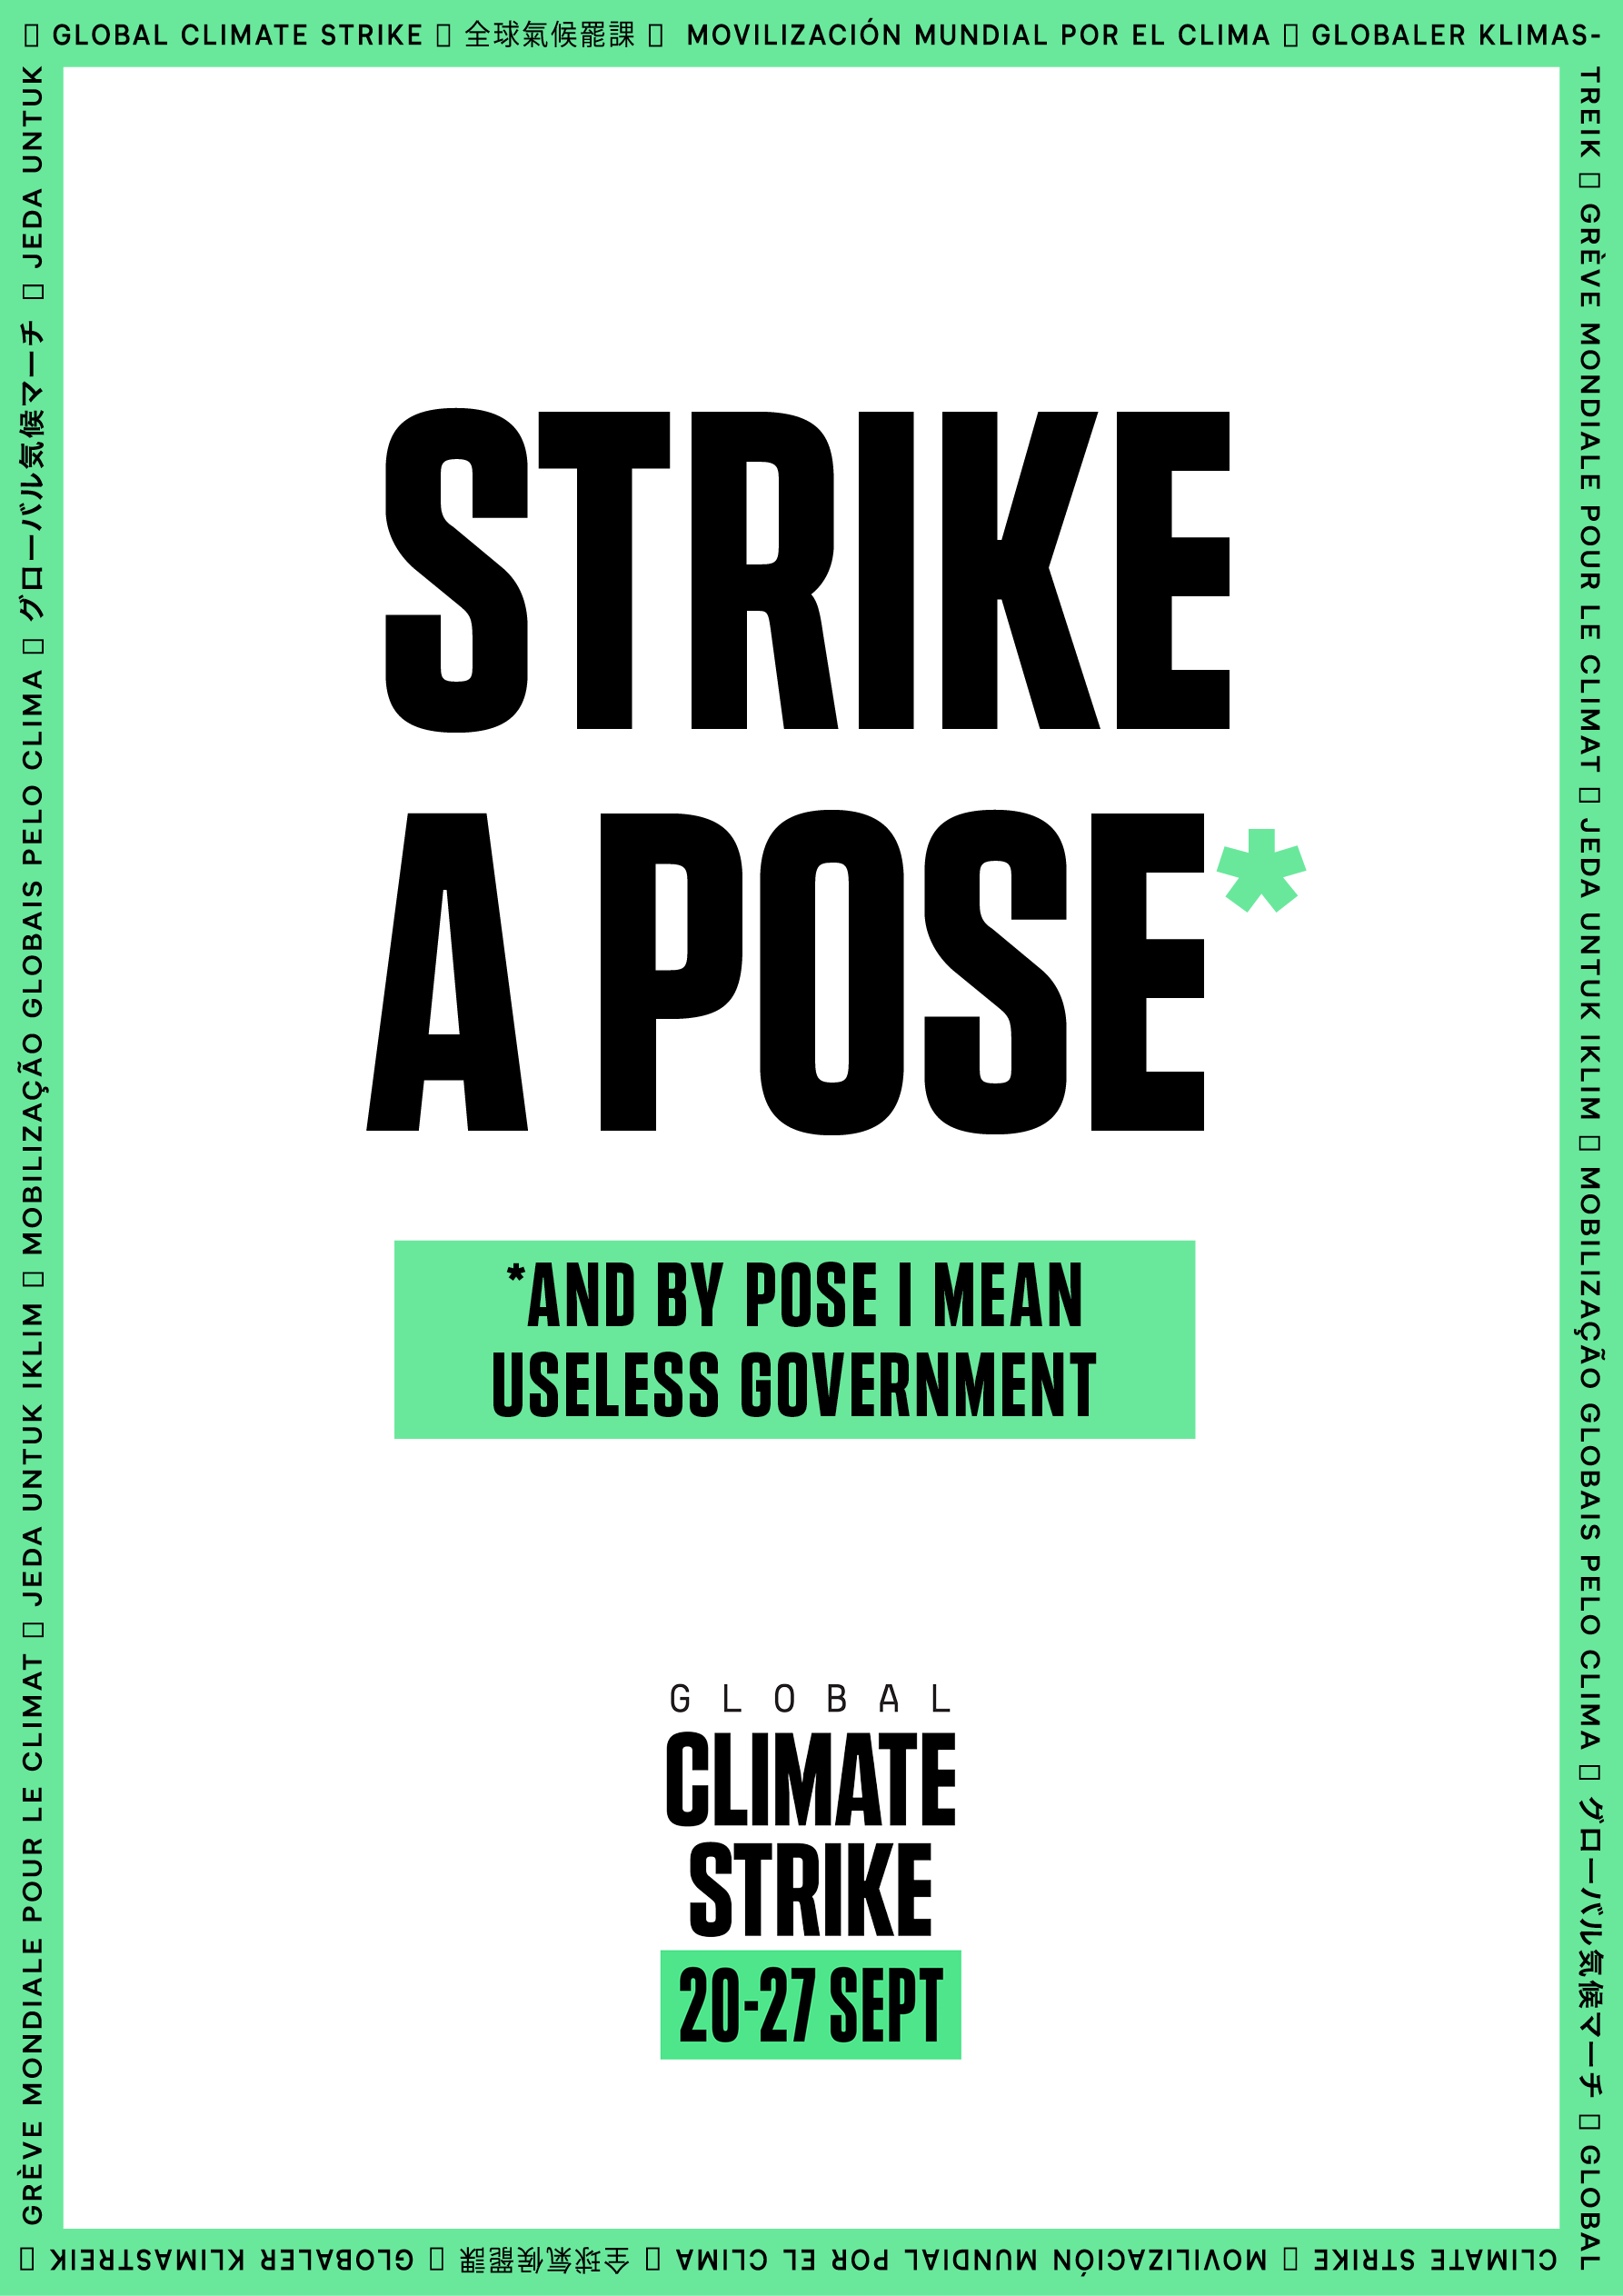 ▯ GLOBAL CLIMATE STRIKE ▯ 全球氣候罷課 ▯ MOVILIZACIÓN MUNDIAL POR EL CLIMA ▯ GLOBALER KLIMAS-
TREIK ▯ GRÈVE MONDIALE POUR LE CLIMAT ▯ JEDA UNTUK IKLIM ▯ MOBILIZAÇÃO GLOBAIS PELO CLIMA ▯ グローバル気候マーチ ▯ GLOBAL
CLIMATE STRIKE ▯ MOVILIZACIÓN MUNDIAL POR EL CLIMA ▯ 全球氣候罷課 ▯ GLOBALER KLIMASTREIK ▯
GRÈVE MONDIALE POUR LE CLIMAT ▯ JEDA UNTUK IKLIM ▯ MOBILIZAÇÃO GLOBAIS PELO CLIMA ▯ グローバル気候マーチ ▯ JEDA UNTUK
STRIKE
A POSE*
*AND BY POSE I MEAN
USELESS GOVERNMENT
GLOBAL
CLIMATE
STRIKE
20-27 SEPT